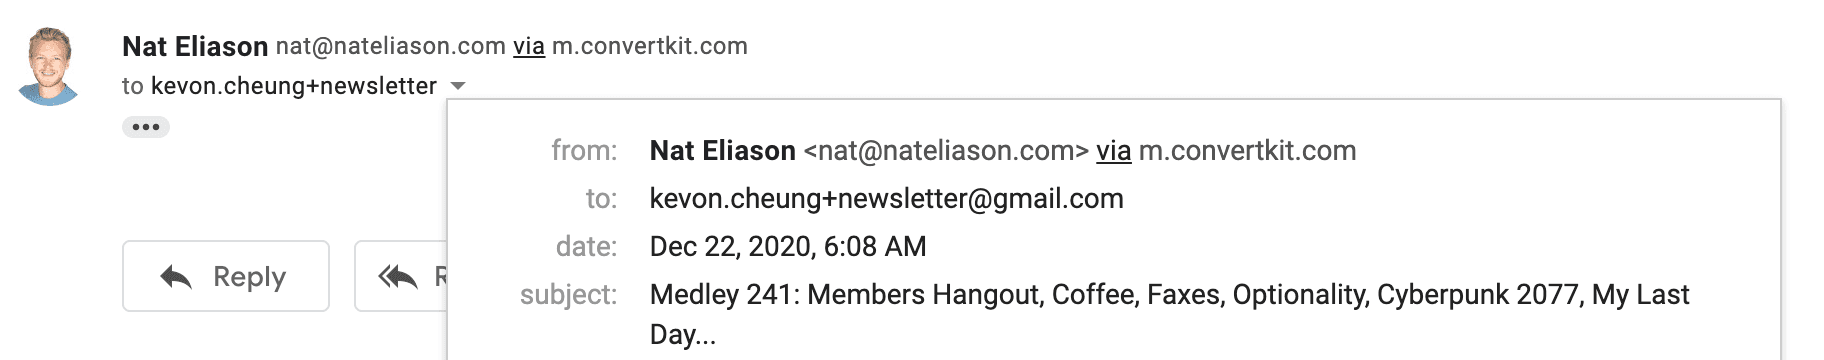 Nat Eliason nat@nateliason.com via m.convertkit.com
to kevon.cheung+newsletter
from: Nat Eliason <nat@nateliason.com> via m.convertkit.com
to: kevon.cheung+newsletter@gmail.com
date: Dec 22, 2020, 6:08 AM
subject: Medley 241: Members Hangout, Coffee, Faxes, Optionality, Cyberpunk 2077, My Last
Day...
Reply
R